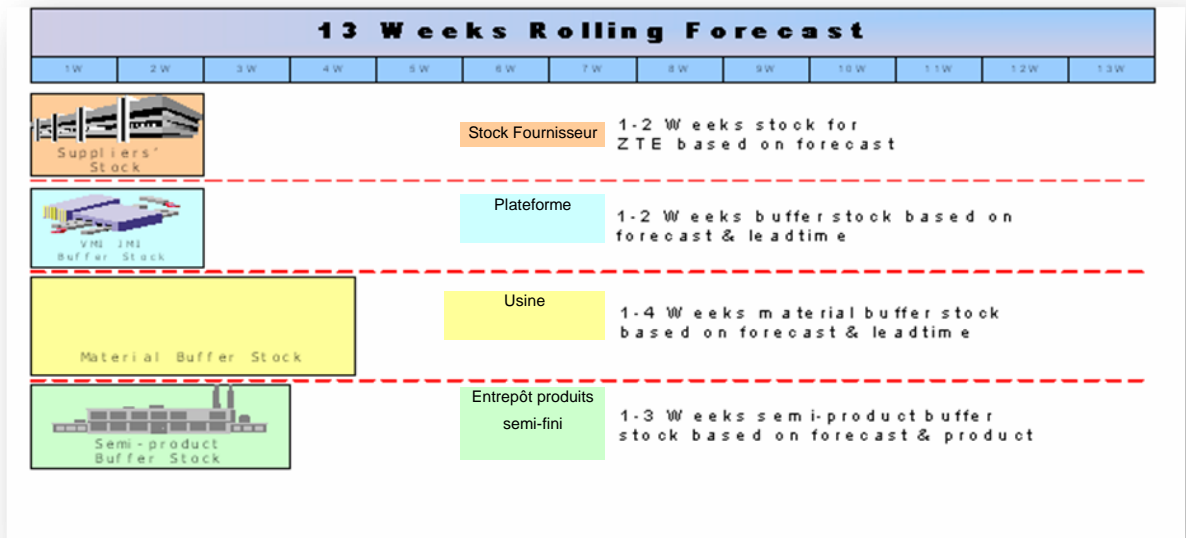 13 Weeks Rolling Forecast
1W 2W 3W 4W 5W 6W 7W 8W 9W 10W 11W 12W 13W
Suppliers'
Stock
Stock Fournisseur
1-2 Weeks stock for
ZTE based on forecast
VMI JMI
Buffer Stock
Plateforme
1-2 Weeks buffer stock based on
forecast & leadtime
Material Buffer Stock
Usine
1-4 Weeks material buffer stock
based on forecast & leadtime
Semi-product
Buffer Stock
Entrepôt produits
semi-fini
1-3 Weeks semi-product buffer
stock based on forecast & product